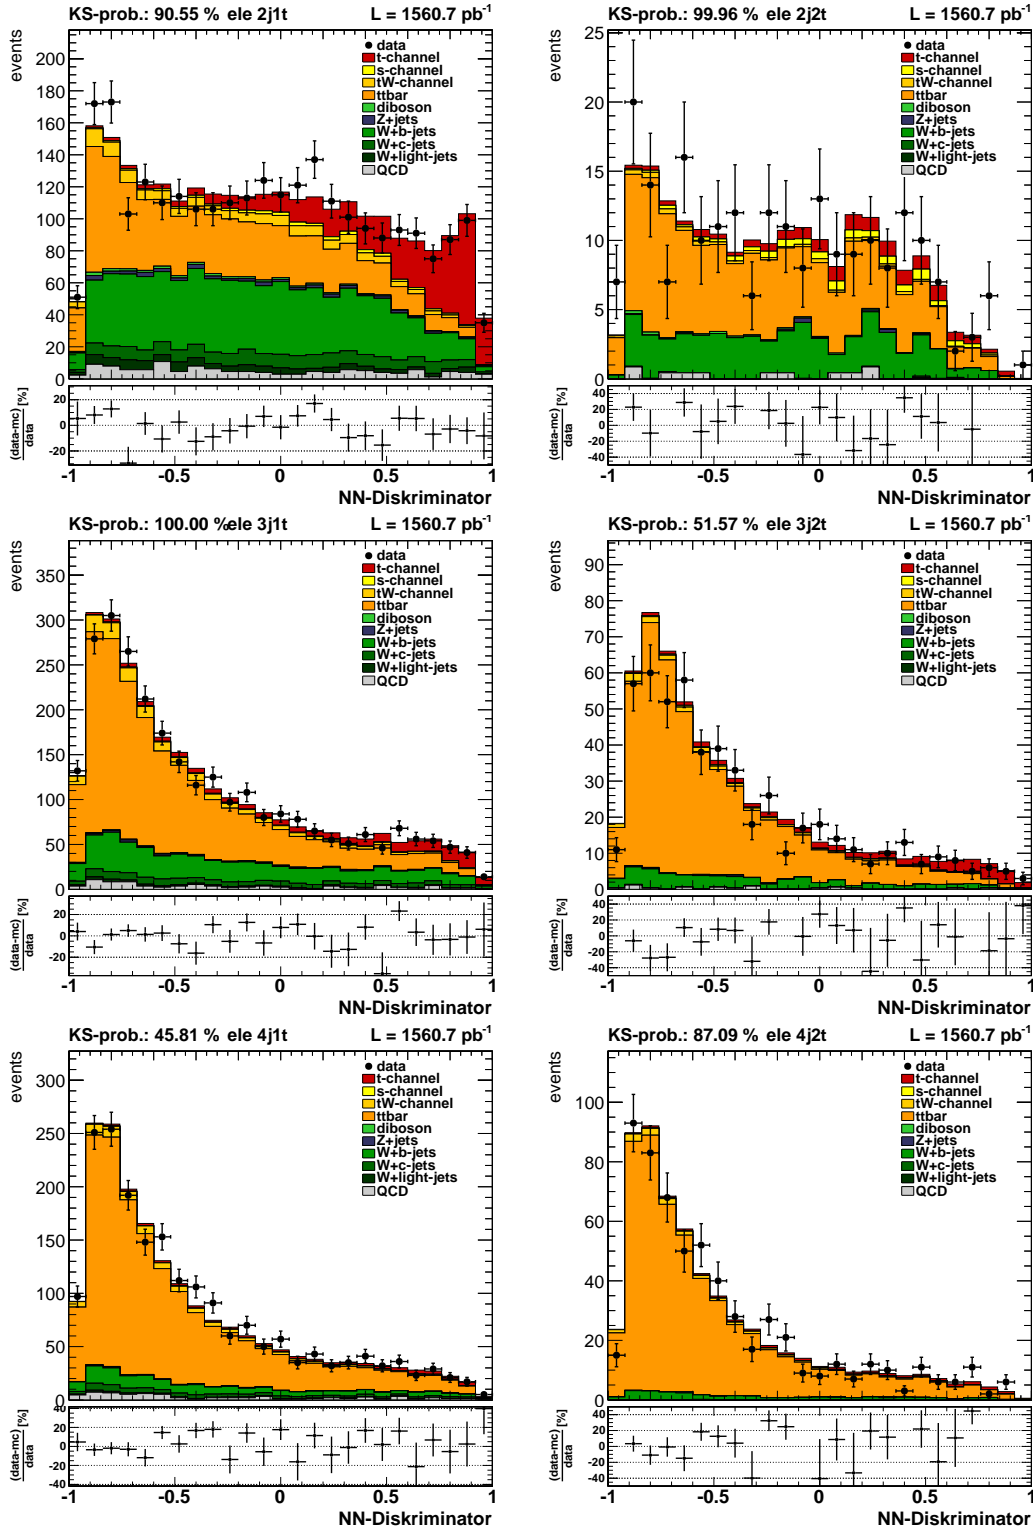 KS-prob.: 90.55 % ele 2j1t L = 1560.7 pb-1
events
200
180
160
140
120
100
80
60
40
20
0
data
t-channel
s-channel
tW-channel
ttbar
diboson
Z+jets
W+b-jets
W+c-jets
W+light-jets
QCD
(data-mc)/data [%]
20
0
-20
-1 -0.5 0 0.5 1
NN-Diskriminator
KS-prob.: 99.96 % ele 2j2t L = 1560.7 pb-1
events
25
20
15
10
5
0
data
t-channel
s-channel
tW-channel
ttbar
diboson
Z+jets
W+b-jets
W+c-jets
W+light-jets
QCD
(data-mc)/data [%]
40
20
0
-20
-40
-1 -0.5 0 0.5 1
NN-Diskriminator
KS-prob.: 100.00 % ele 3j1t L = 1560.7 pb-1
events
350
300
250
200
150
100
50
0
data
t-channel
s-channel
tW-channel
ttbar
diboson
Z+jets
W+b-jets
W+c-jets
W+light-jets
QCD
(data-mc)/data [%]
20
0
-20
-1 -0.5 0 0.5 1
NN-Diskriminator
KS-prob.: 51.57 % ele 3j2t L = 1560.7 pb-1
events
90
80
70
60
50
40
30
20
10
0
data
t-channel
s-channel
tW-channel
ttbar
diboson
Z+jets
W+b-jets
W+c-jets
W+light-jets
QCD
(data-mc)/data [%]
40
20
0
-20
-40
-1 -0.5 0 0.5 1
NN-Diskriminator
KS-prob.: 45.81 % ele 4j1t L = 1560.7 pb-1
events
300
250
200
150
100
50
0
data
t-channel
s-channel
tW-channel
ttbar
diboson
Z+jets
W+b-jets
W+c-jets
W+light-jets
QCD
(data-mc)/data [%]
40
20
0
-20
-40
-1 -0.5 0 0.5 1
NN-Diskriminator
KS-prob.: 87.09 % ele 4j2t L = 1560.7 pb-1
events
100
80
60
40
20
0
data
t-channel
s-channel
tW-channel
ttbar
diboson
Z+jets
W+b-jets
W+c-jets
W+light-jets
QCD
(data-mc)/data [%]
40
20
0
-20
-40
-1 -0.5 0 0.5 1
NN-Diskriminator